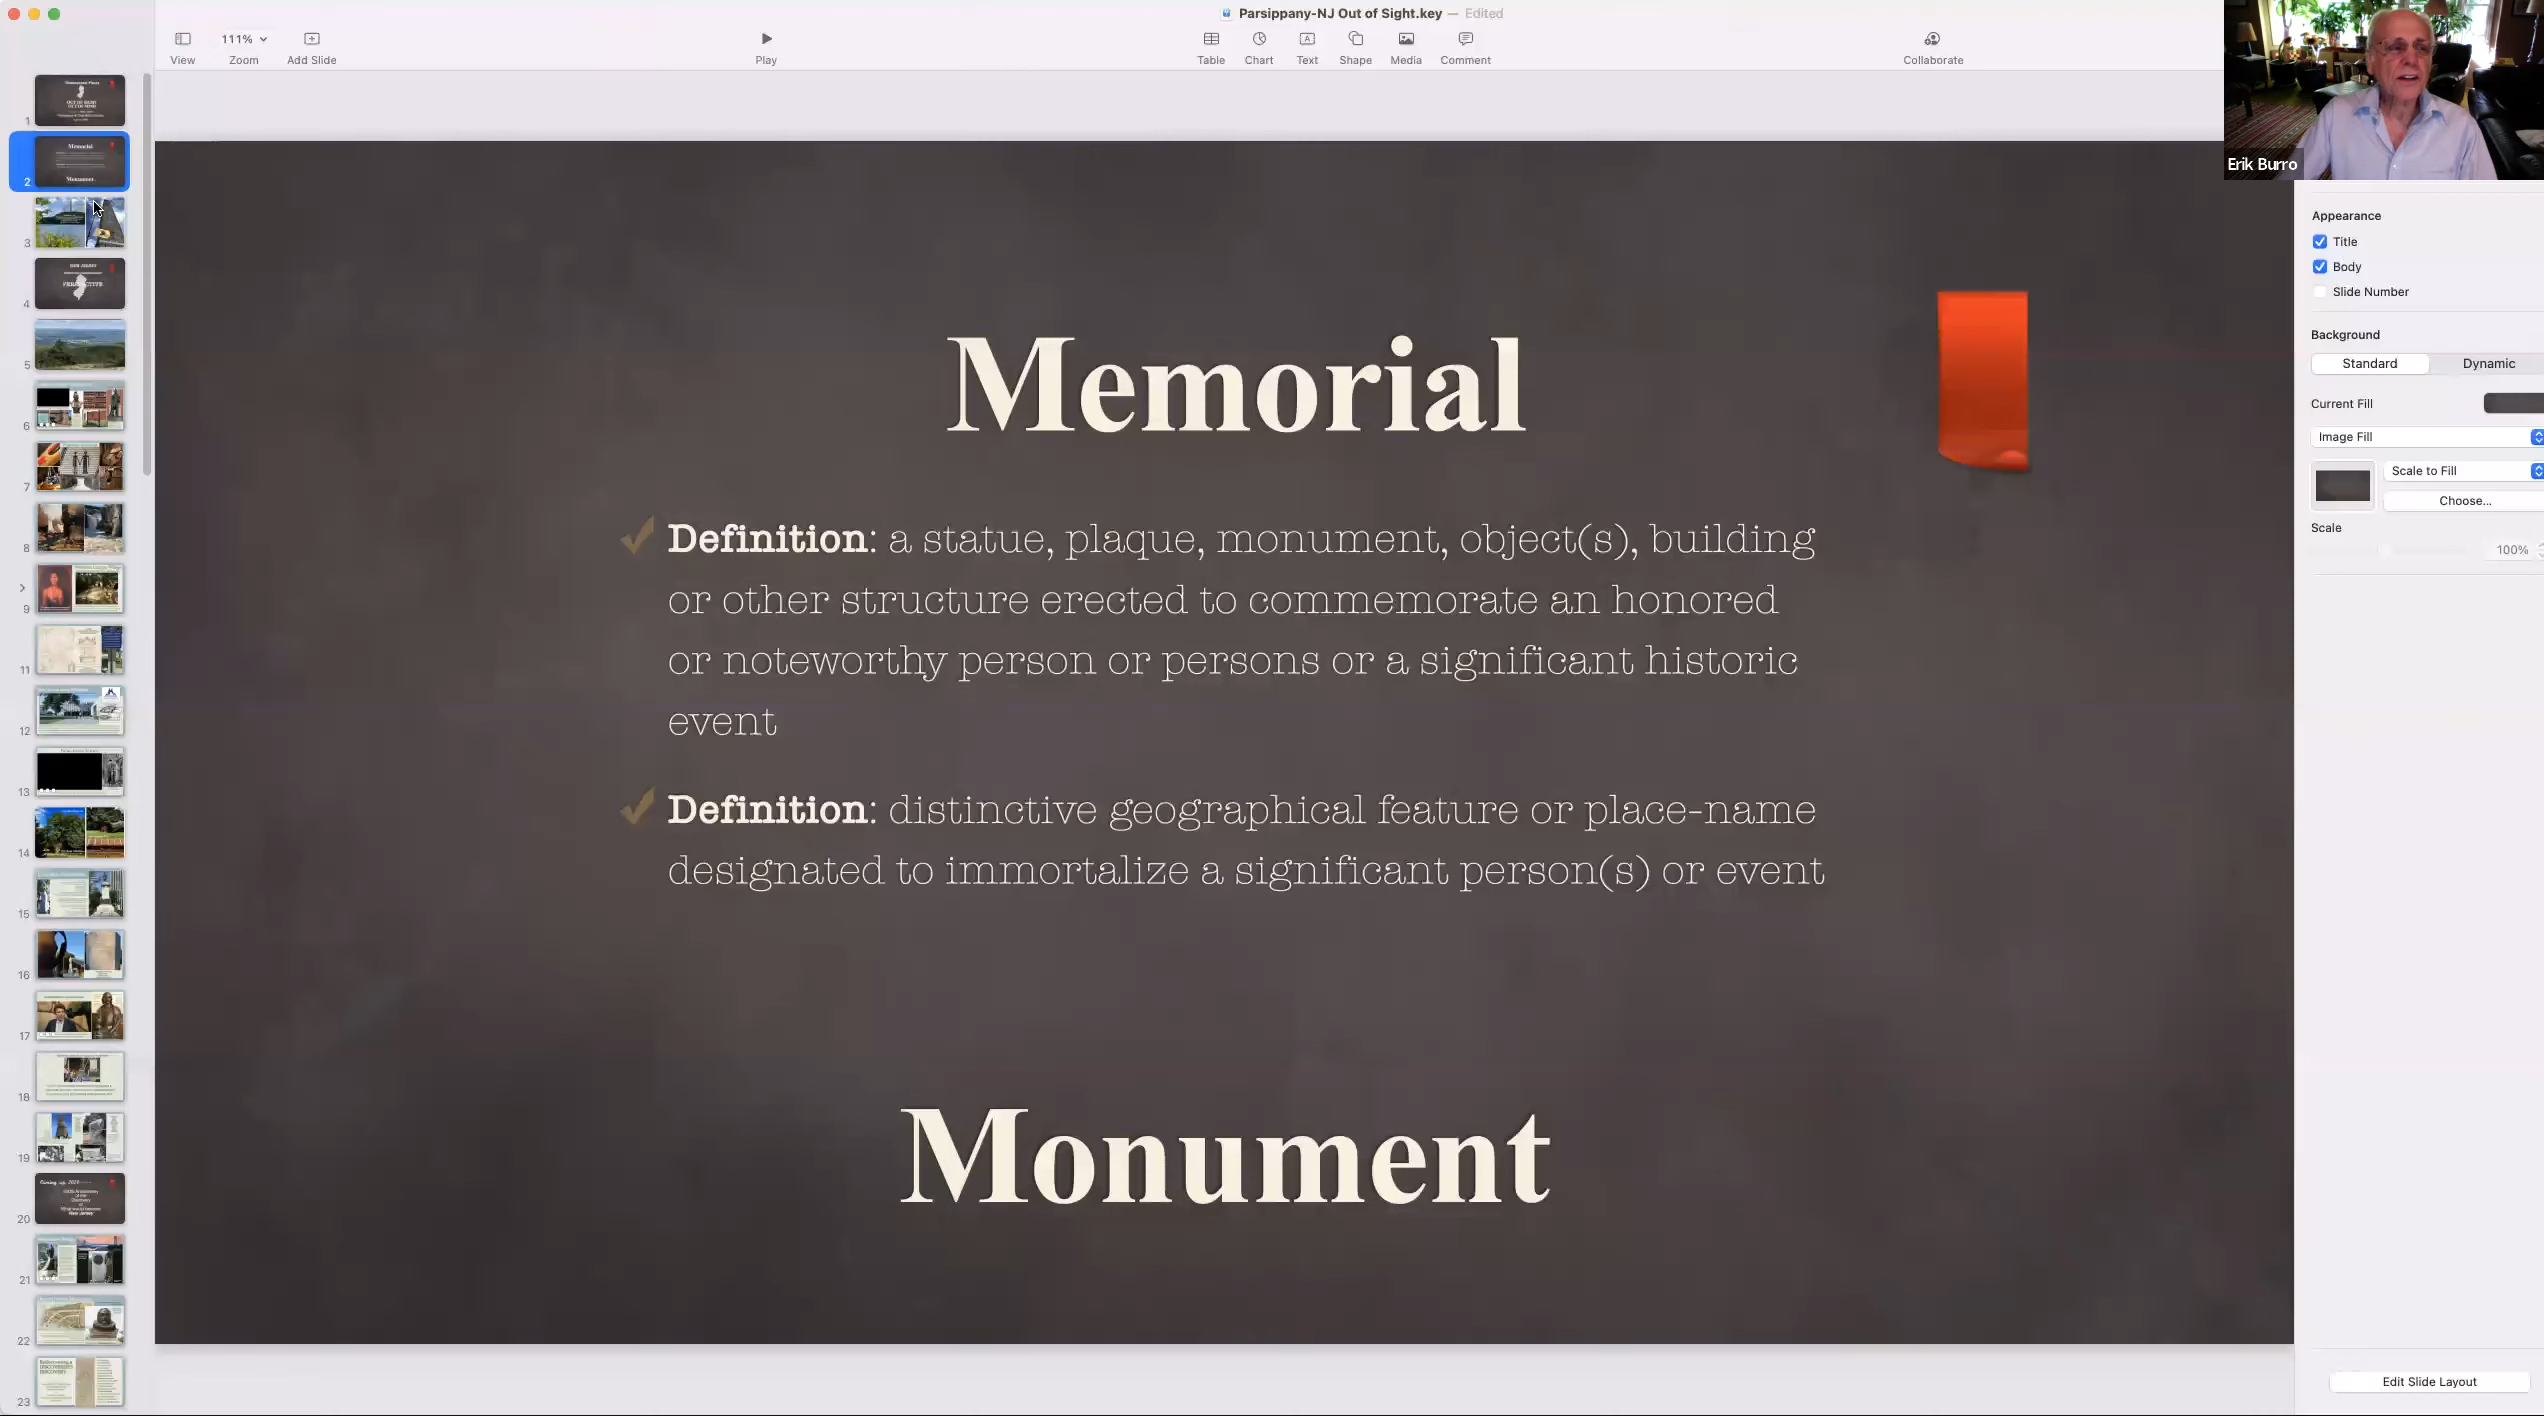 Parsippany-NJ Out of Sight.key — Edited
View
111%
Zoom
Add Slide
Play
Table
Chart
Text
Shape
Media
Comment
Collaborate
Erik Burro
Memorial
Definition: a statue, plaque, monument, object(s), building
or other structure erected to commemorate an honored
or noteworthy person or persons or a significant historic
event
Definition: distinctive geographical feature or place-name
designated to immortalize a significant person(s) or event
Monument
Appearance
Title
Body
Slide Number
Background
Standard
Dynamic
Current Fill
Image Fill
Scale to Fill
Choose...
Scale
100%
Edit Slide Layout
1
2
Memorial
Monument
3
4
5
6
7
8
9
11
12
13
14
15
16
17
18
19
20
21
22
23